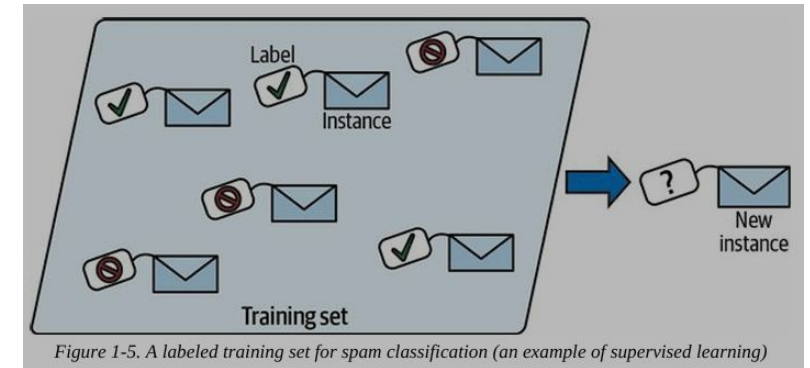 Label
Instance
?
New
instance
Training set
Figure 1-5. A labeled training set for spam classification (an example of supervised learning)